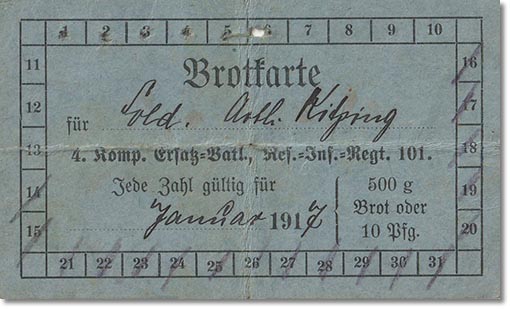 1 2 3 4 5 6 7 8 9 10
11 Brotkarte 16
12 für Sold. 17
13 4. Komp. Ersatz=Batl., Res.=Inf.=Regt. 101. 18
14 Jede Zahl gültig für 500 g 19
Januar 1917 Brot oder
15 10 Pfg. 20
21 22 23 24 25 26 27 28 29 30 31